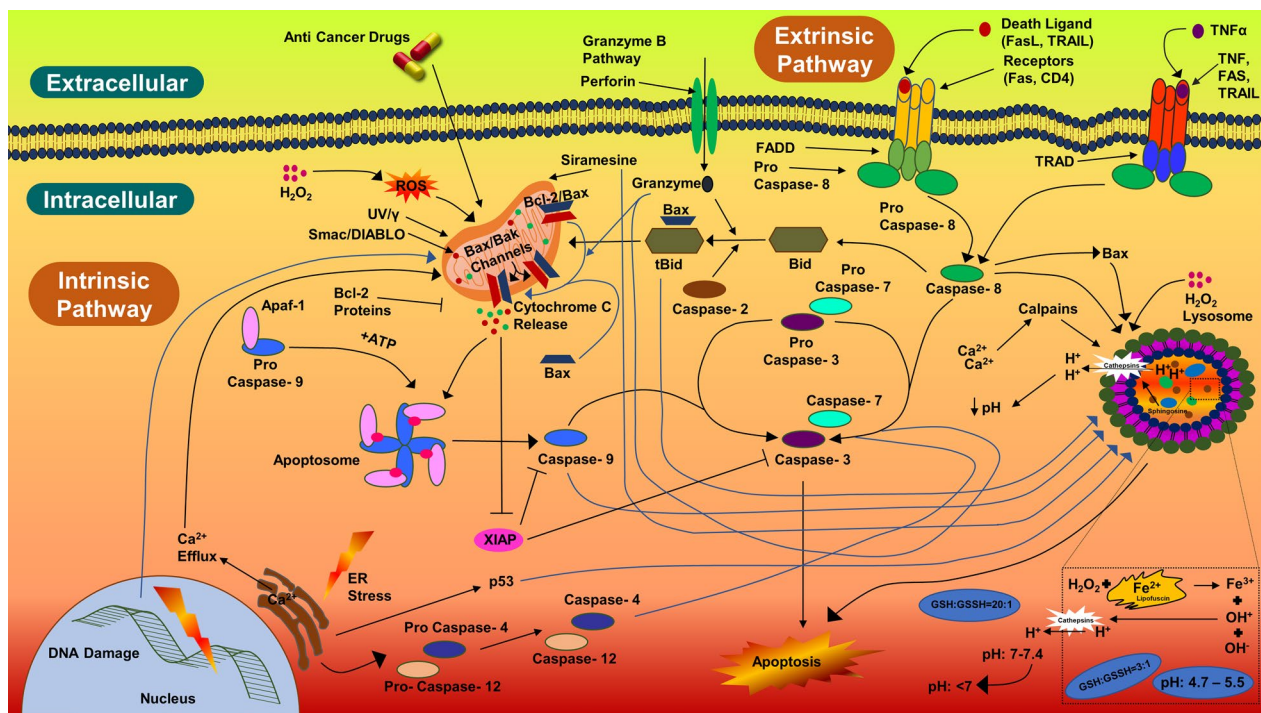 Anti Cancer Drugs
Granzyme B
Pathway
Perforin
Extrinsic
Pathway
Death Ligand
(FasL, TRAIL)
Receptors
(Fas, CD4)
TNFα
TNF,
FAS,
TRAIL
Extracellular
Intracellular
Intrinsic
Pathway
H2O2
ROS
UV/γ
Smac/DIABLO
Siramesine
Bcl-2/Bax
Bax/Bak
Channels
Granzyme
Bax
tBid
Bid
Caspase- 2
FADD
Pro
Caspase- 8
Pro
Caspase- 8
TRAD
Caspase- 8
Bax
H2O2
Lysosome
Calpains
Ca2+
Ca2+
H+
H+
Cathepsins
H+
H+
Sphingosine
↓ pH
Apaf-1
Bcl-2
Proteins
+ATP
Pro
Caspase- 9
Cytochrome C
Release
Bax
Pro
Caspase- 7
Pro
Caspase- 3
Caspase- 7
Caspase- 3
Apoptosome
Caspase- 9
XIAP
Ca2+
Efflux
Ca2+
ER
Stress
p53
Caspase- 4
Pro Caspase- 4
Caspase- 12
Pro- Caspase- 12
DNA Damage
Nucleus
Apoptosis
GSH:GSSH=20:1
H2O2
Fe2+
Lipofuscin
Fe3+
OH+
OH-
Cathepsins
H+
H+
pH: 7-7.4
pH: <7
GSH:GSSH=3:1
pH: 4.7 – 5.5